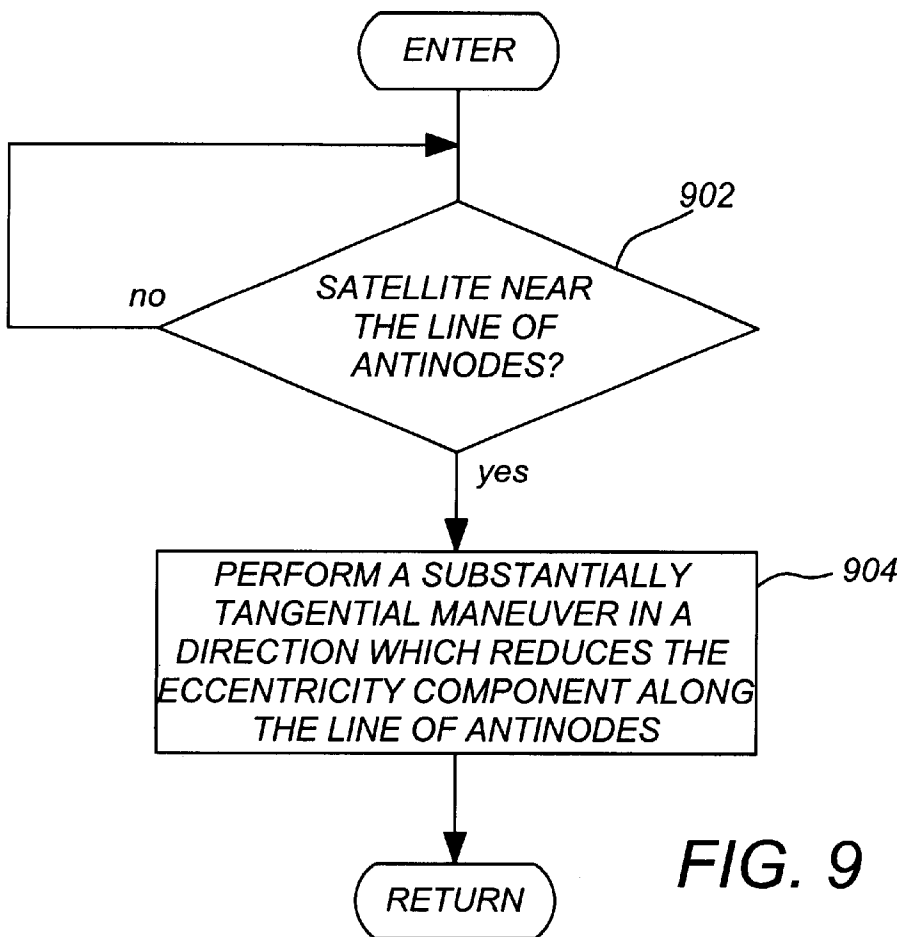 ENTER
902
SATELLITE NEAR
THE LINE OF
ANTINODES?
no
yes
PERFORM A SUBSTANTIALLY
TANGENTIAL MANEUVER IN A
DIRECTION WHICH REDUCES THE
ECCENTRICITY COMPONENT ALONG
THE LINE OF ANTINODES
904
RETURN
FIG. 9